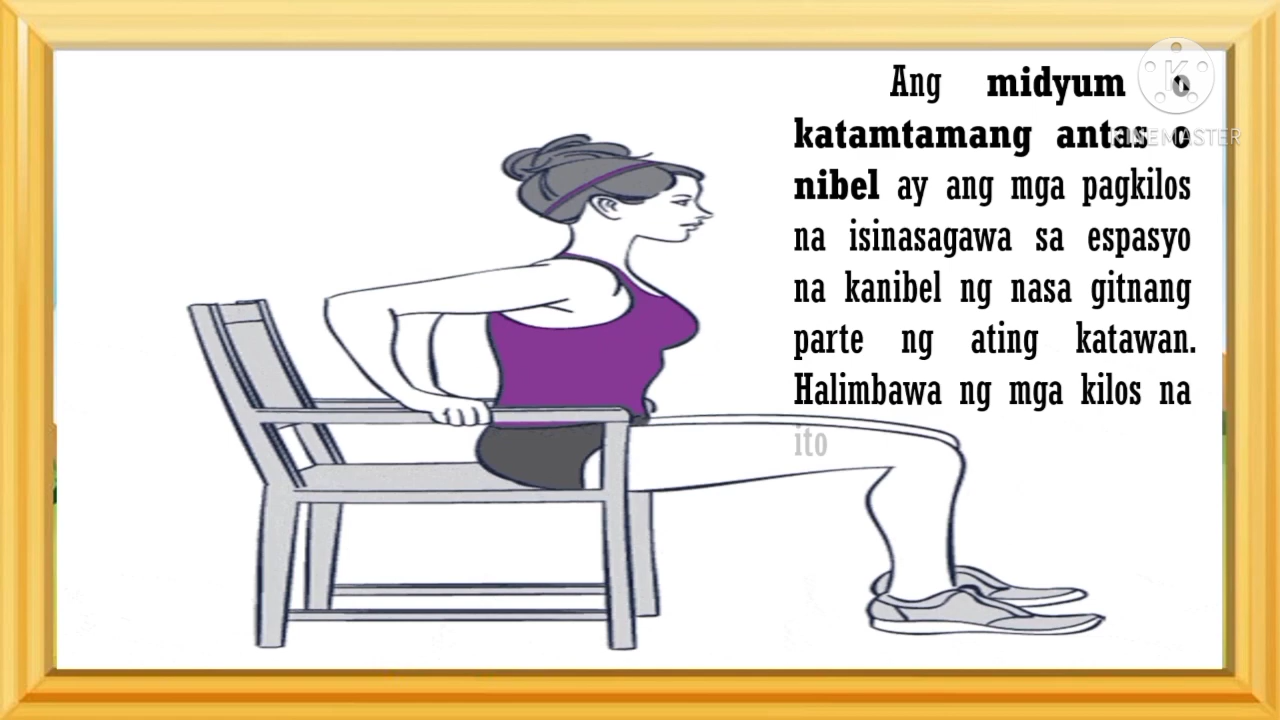 Ang midyum o
katamtamang antas o
nibel ay ang mga pagkilos
na isinasagawa sa espasyo
na kanibel ng nasa gitnang
parte ng ating katawan.
Halimbawa ng mga kilos na
ito
KINEMASTER